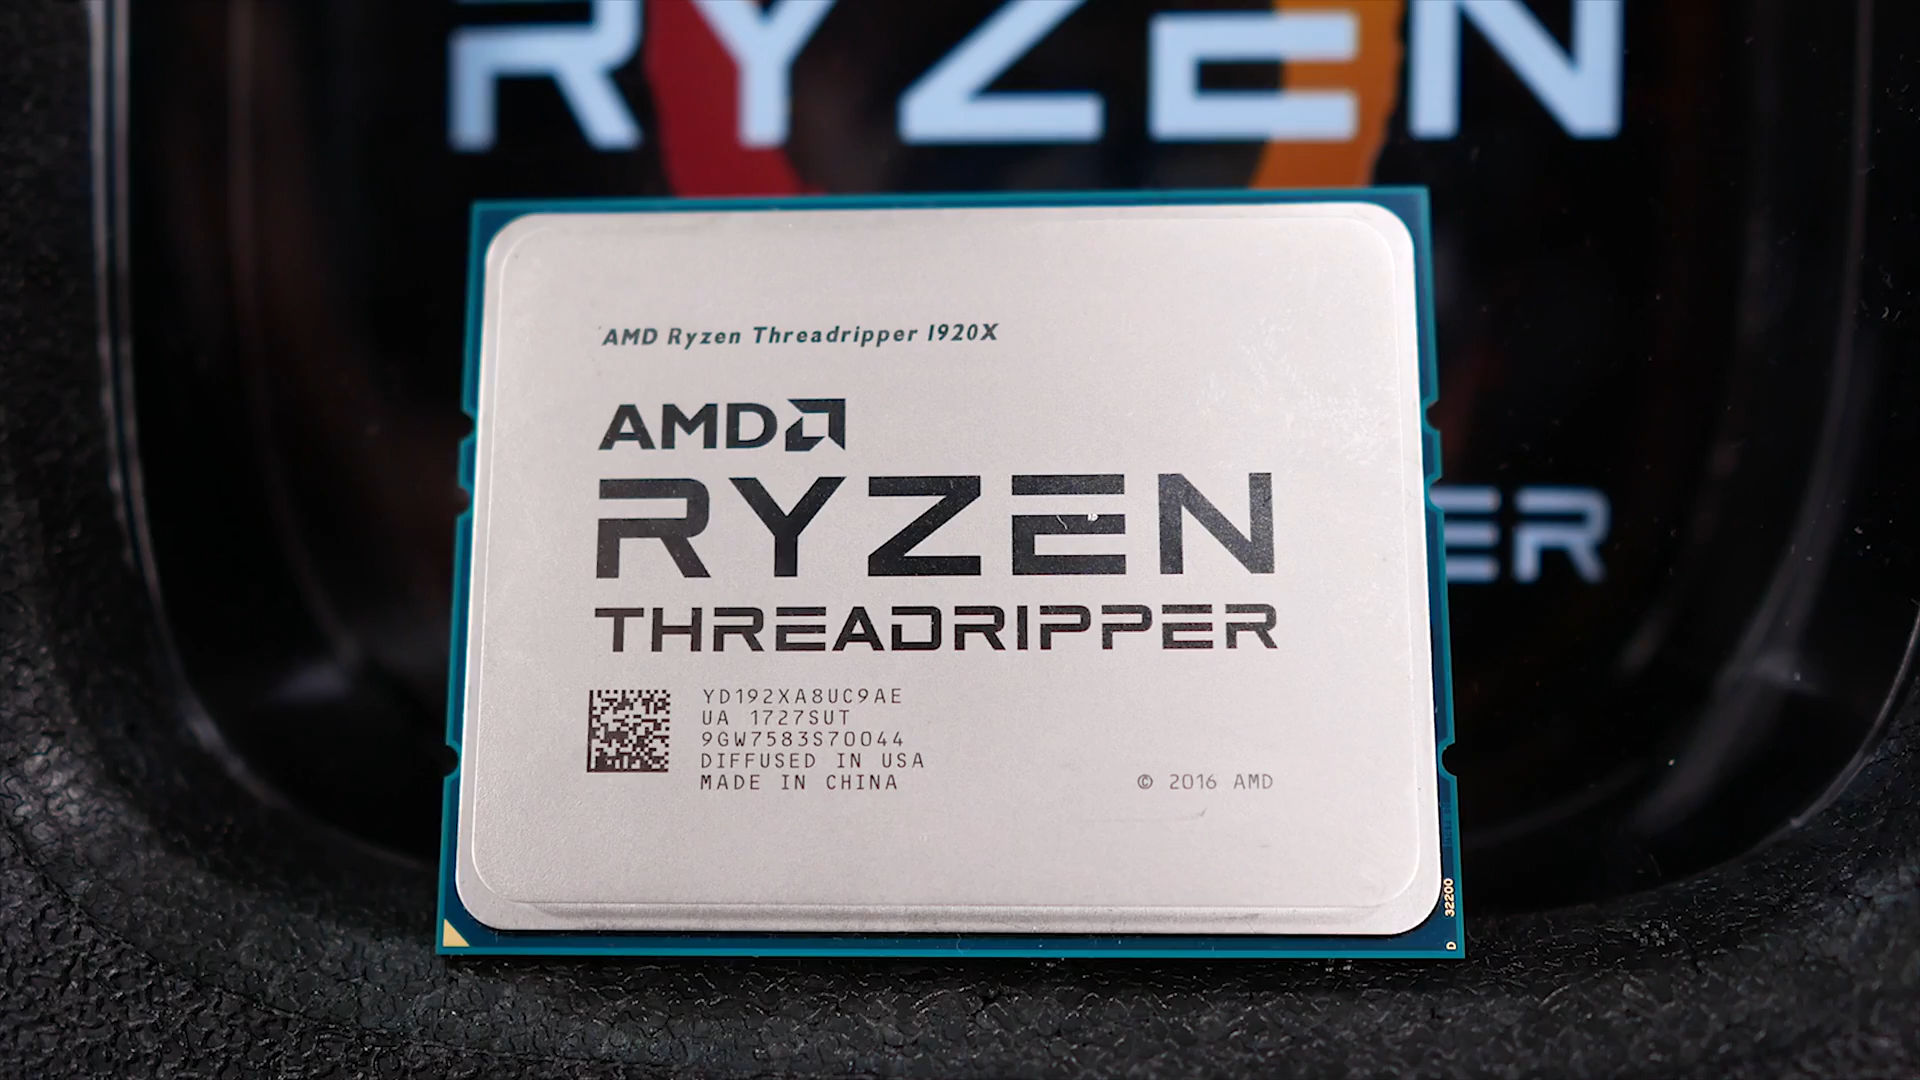 RYZEN
AMD Ryzen Threadripper 1920X
AMD
RYZEN
ER
THREADRIPPER
YD192XA8UC9AE
UA 1727SUT
9GW7583S70044
DIFFUSED IN USA
MADE IN CHINA
© 2016 AMD
32200
D